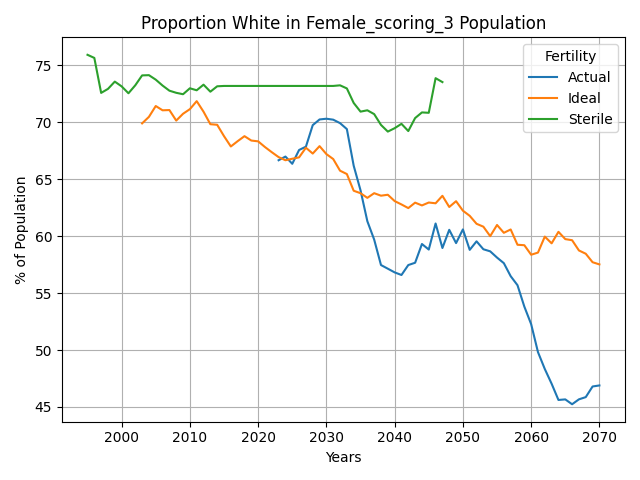 Proportion White in Female_scoring_3 Population
% of Population
75
70
65
60
55
50
45
Fertility
Actual
Ideal
Sterile
2000 2010 2020 2030 2040 2050 2060 2070
Years